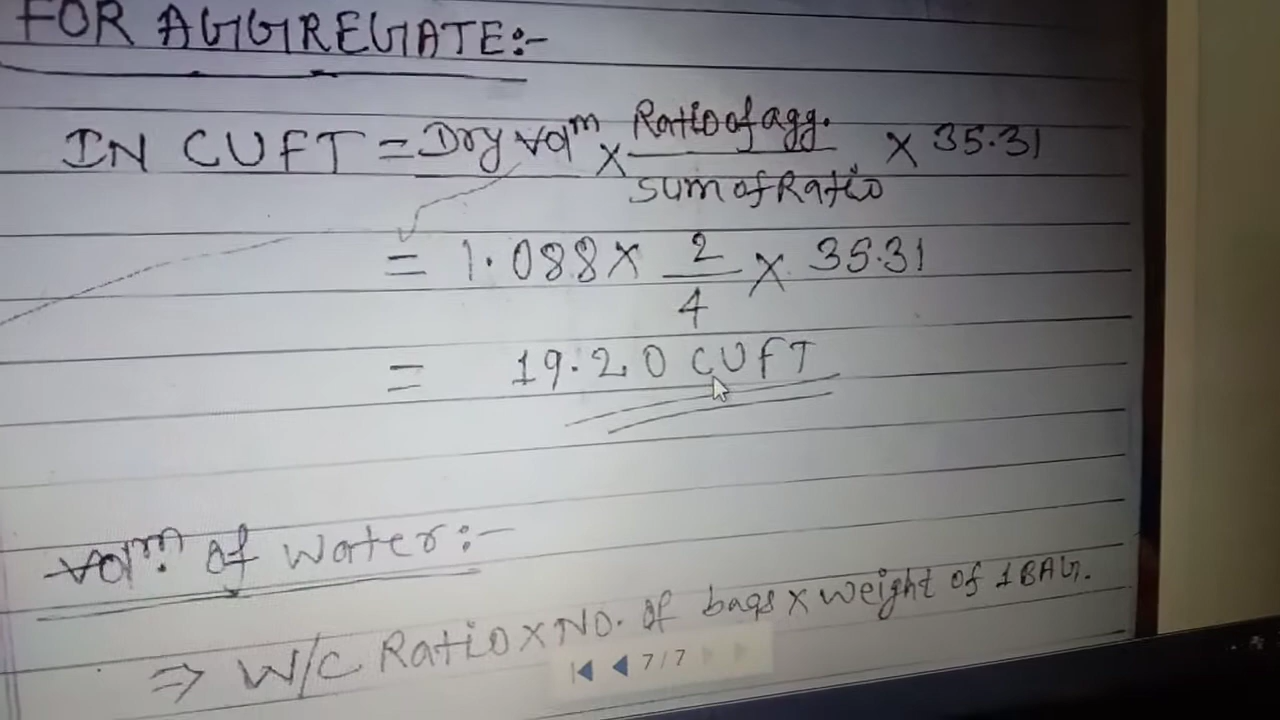 FOR AGGREGATE:-
IN CUFT = Dry volm × Ratio of agg. / sum of Ratio × 35.31
= 1.088 × 2/4 × 35.31
= 19.20 CUFT
volm. of water:-
⇒ W/C Ratio × NO. of bags × weight of 1 BAG.
7/7